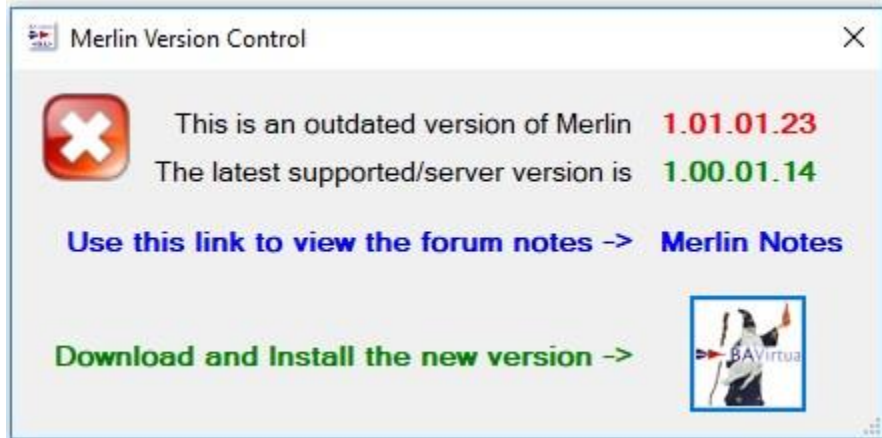 Merlin Version Control
This is an outdated version of Merlin 1.01.01.23
The latest supported/server version is 1.00.01.14
Use this link to view the forum notes -> Merlin Notes
Download and Install the new version ->
BAVirtua